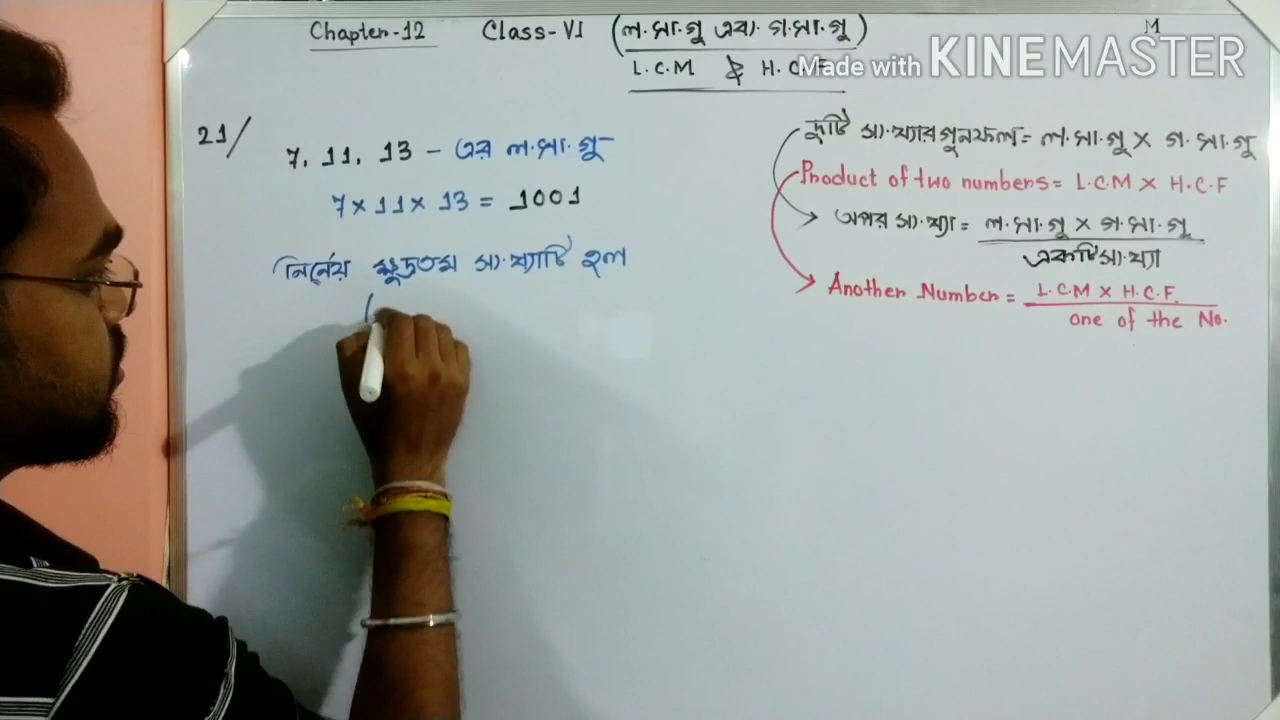 Chapter-12 Class-VI (ল.সা.গু এবং গ.সা.গু) M
L.C.M & H.C.F
Made with KINEMASTER
21/
7, 11, 13 - এর ল.সা.গু-
7 x 11 x 13 = 1001
নির্নেয় ক্ষুদ্রতম সংখ্যাটি হল
(
দুটি সংখ্যার গুনফল = ল.সা.গু x গ.সা.গু
Product of two numbers = L.C.M x H.C.F
অপর সংখ্যা = ল.সা.গু x গ.সা.গু
একটি সংখ্যা
Another Number = L.C.M x H.C.F.
one of the No.